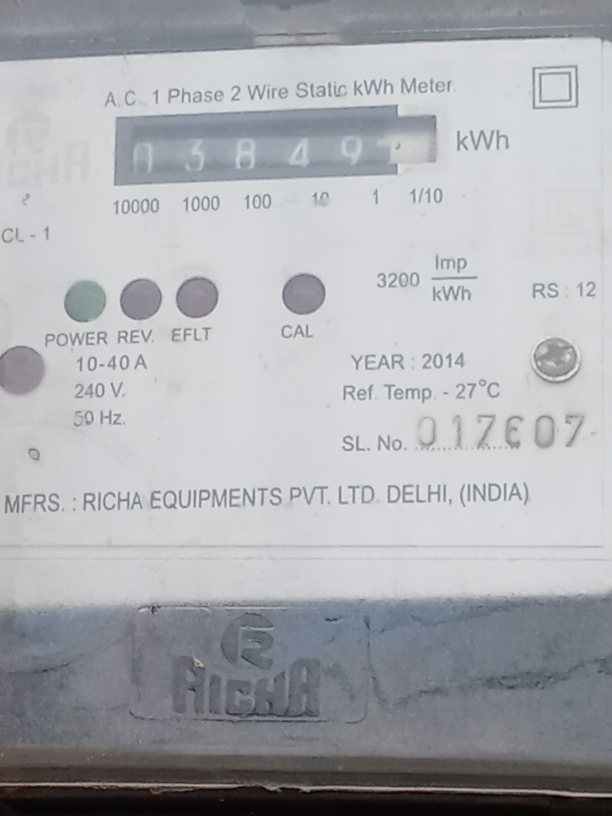 A.C. 1 Phase 2 Wire Static kWh Meter
03849 kWh
10000 1000 100 10 1 1/10
CL - 1
3200 Imp/kWh
RS : 12
POWER REV. EFLT CAL
10-40 A
240 V.
50 Hz.
YEAR : 2014
Ref. Temp. - 27°C
SL. No. 017607
MFRS. : RICHA EQUIPMENTS PVT. LTD. DELHI, (INDIA)
RICHA